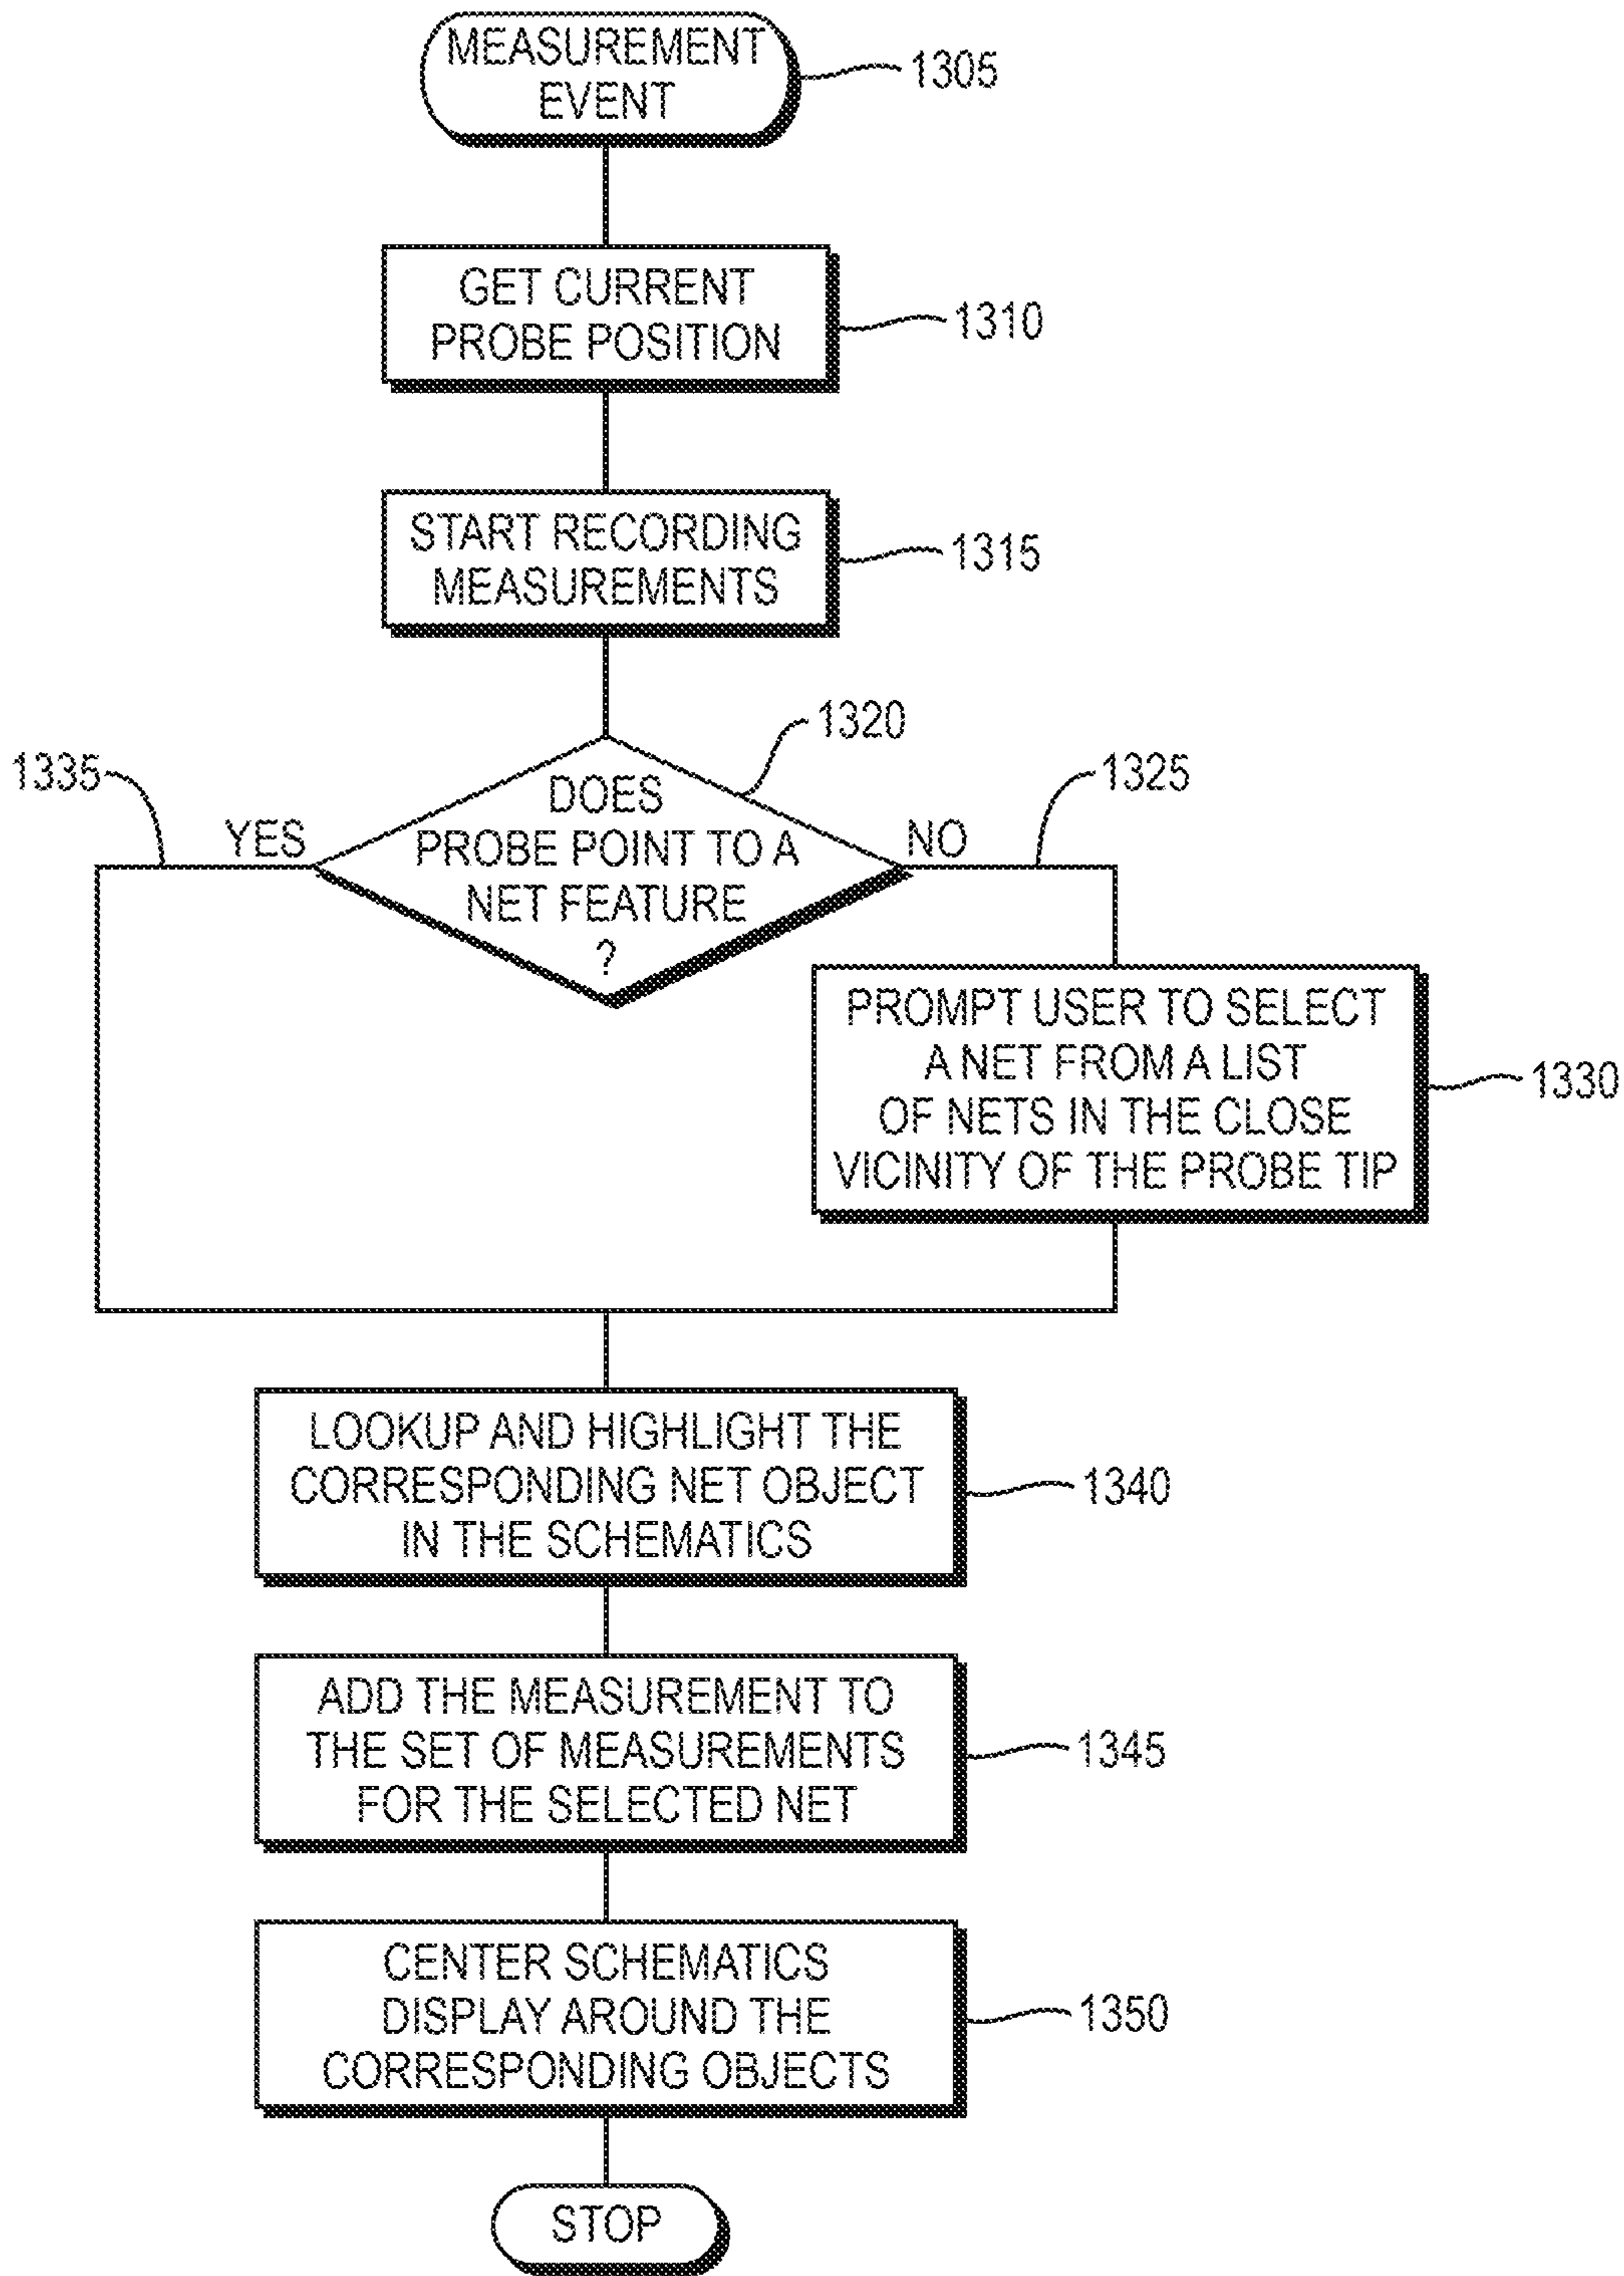 MEASUREMENT
EVENT
1305
GET CURRENT
PROBE POSITION
1310
START RECORDING
MEASUREMENTS
1315
1320
1335
1325
YES
NO
DOES
PROBE POINT TO A
NET FEATURE
?
PROMPT USER TO SELECT
A NET FROM A LIST
OF NETS IN THE CLOSE
VICINITY OF THE PROBE TIP
1330
LOOKUP AND HIGHLIGHT THE
CORRESPONDING NET OBJECT
IN THE SCHEMATICS
1340
ADD THE MEASUREMENT TO
THE SET OF MEASUREMENTS
FOR THE SELECTED NET
1345
CENTER SCHEMATICS
DISPLAY AROUND THE
CORRESPONDING OBJECTS
1350
STOP